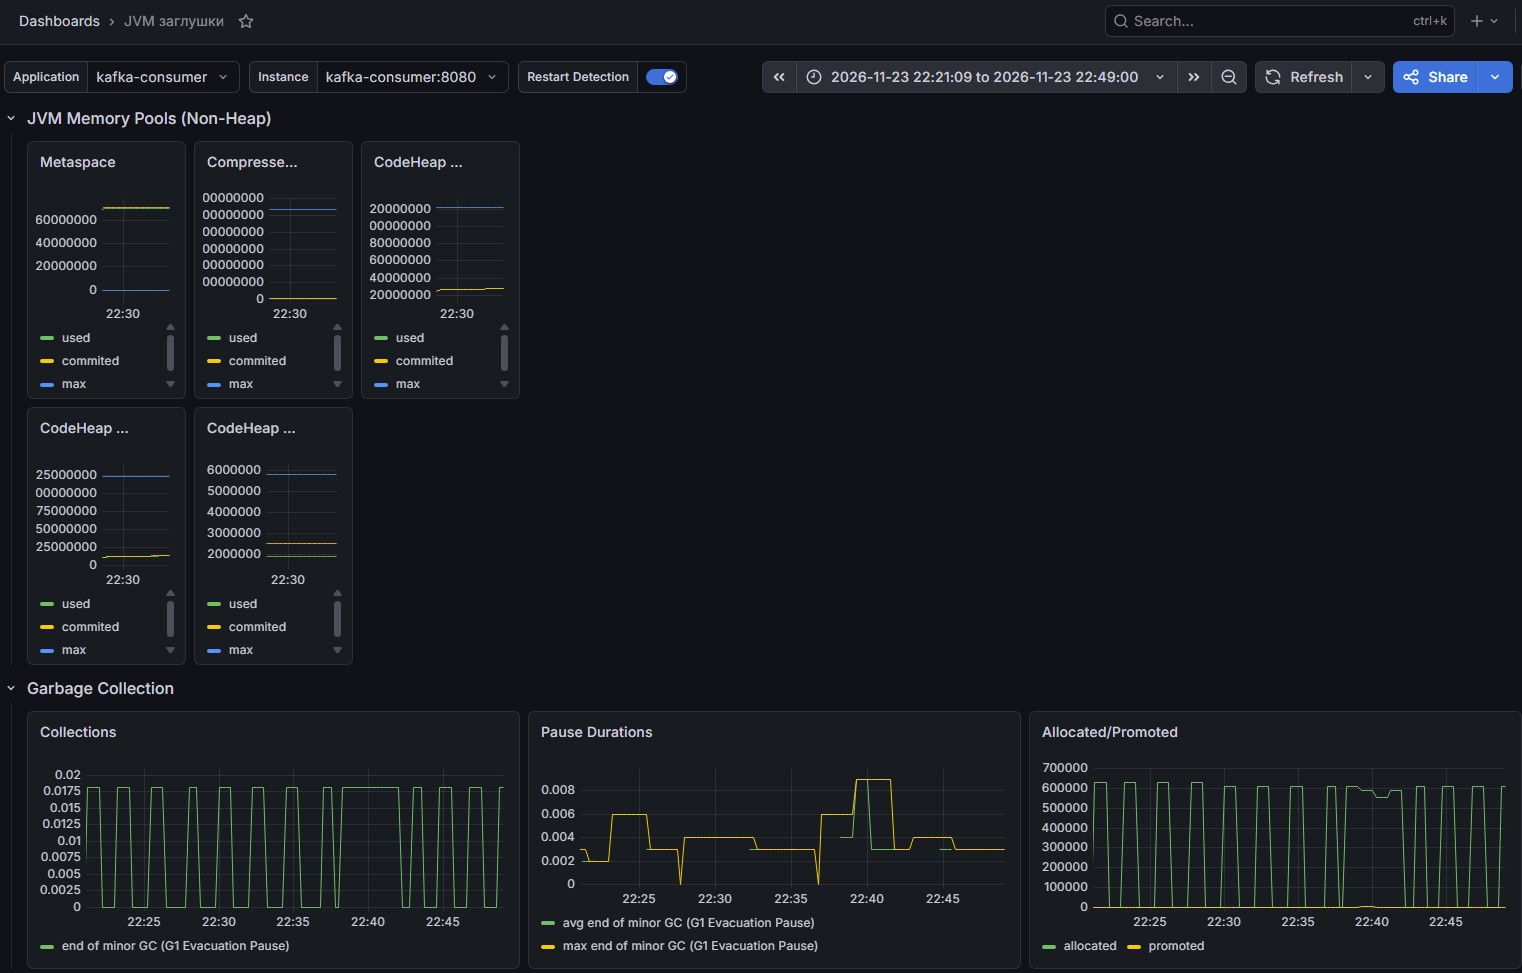 Dashboards › JVM заглушки
Search... ctrl+k
Application kafka-consumer Instance kafka-consumer:8080 Restart Detection
2026-11-23 22:21:09 to 2026-11-23 22:49:00 Refresh Share
JVM Memory Pools (Non-Heap)
Metaspace
60000000
40000000
20000000
0
22:30
used
commited
max
Compresse...
00000000
00000000
00000000
00000000
00000000
00000000
0
22:30
used
commited
max
CodeHeap ...
20000000
00000000
80000000
60000000
40000000
20000000
22:30
used
commited
max
CodeHeap ...
25000000
00000000
75000000
50000000
25000000
0
22:30
used
commited
max
CodeHeap ...
6000000
5000000
4000000
3000000
2000000
22:30
used
commited
max
Garbage Collection
Collections
0.02
0.0175
0.015
0.0125
0.01
0.0075
0.005
0.0025
0
22:25 22:30 22:35 22:40 22:45
end of minor GC (G1 Evacuation Pause)
Pause Durations
0.008
0.006
0.004
0.002
0
22:25 22:30 22:35 22:40 22:45
avg end of minor GC (G1 Evacuation Pause)
max end of minor GC (G1 Evacuation Pause)
Allocated/Promoted
700000
600000
500000
400000
300000
200000
100000
0
22:25 22:30 22:35 22:40 22:45
allocated promoted